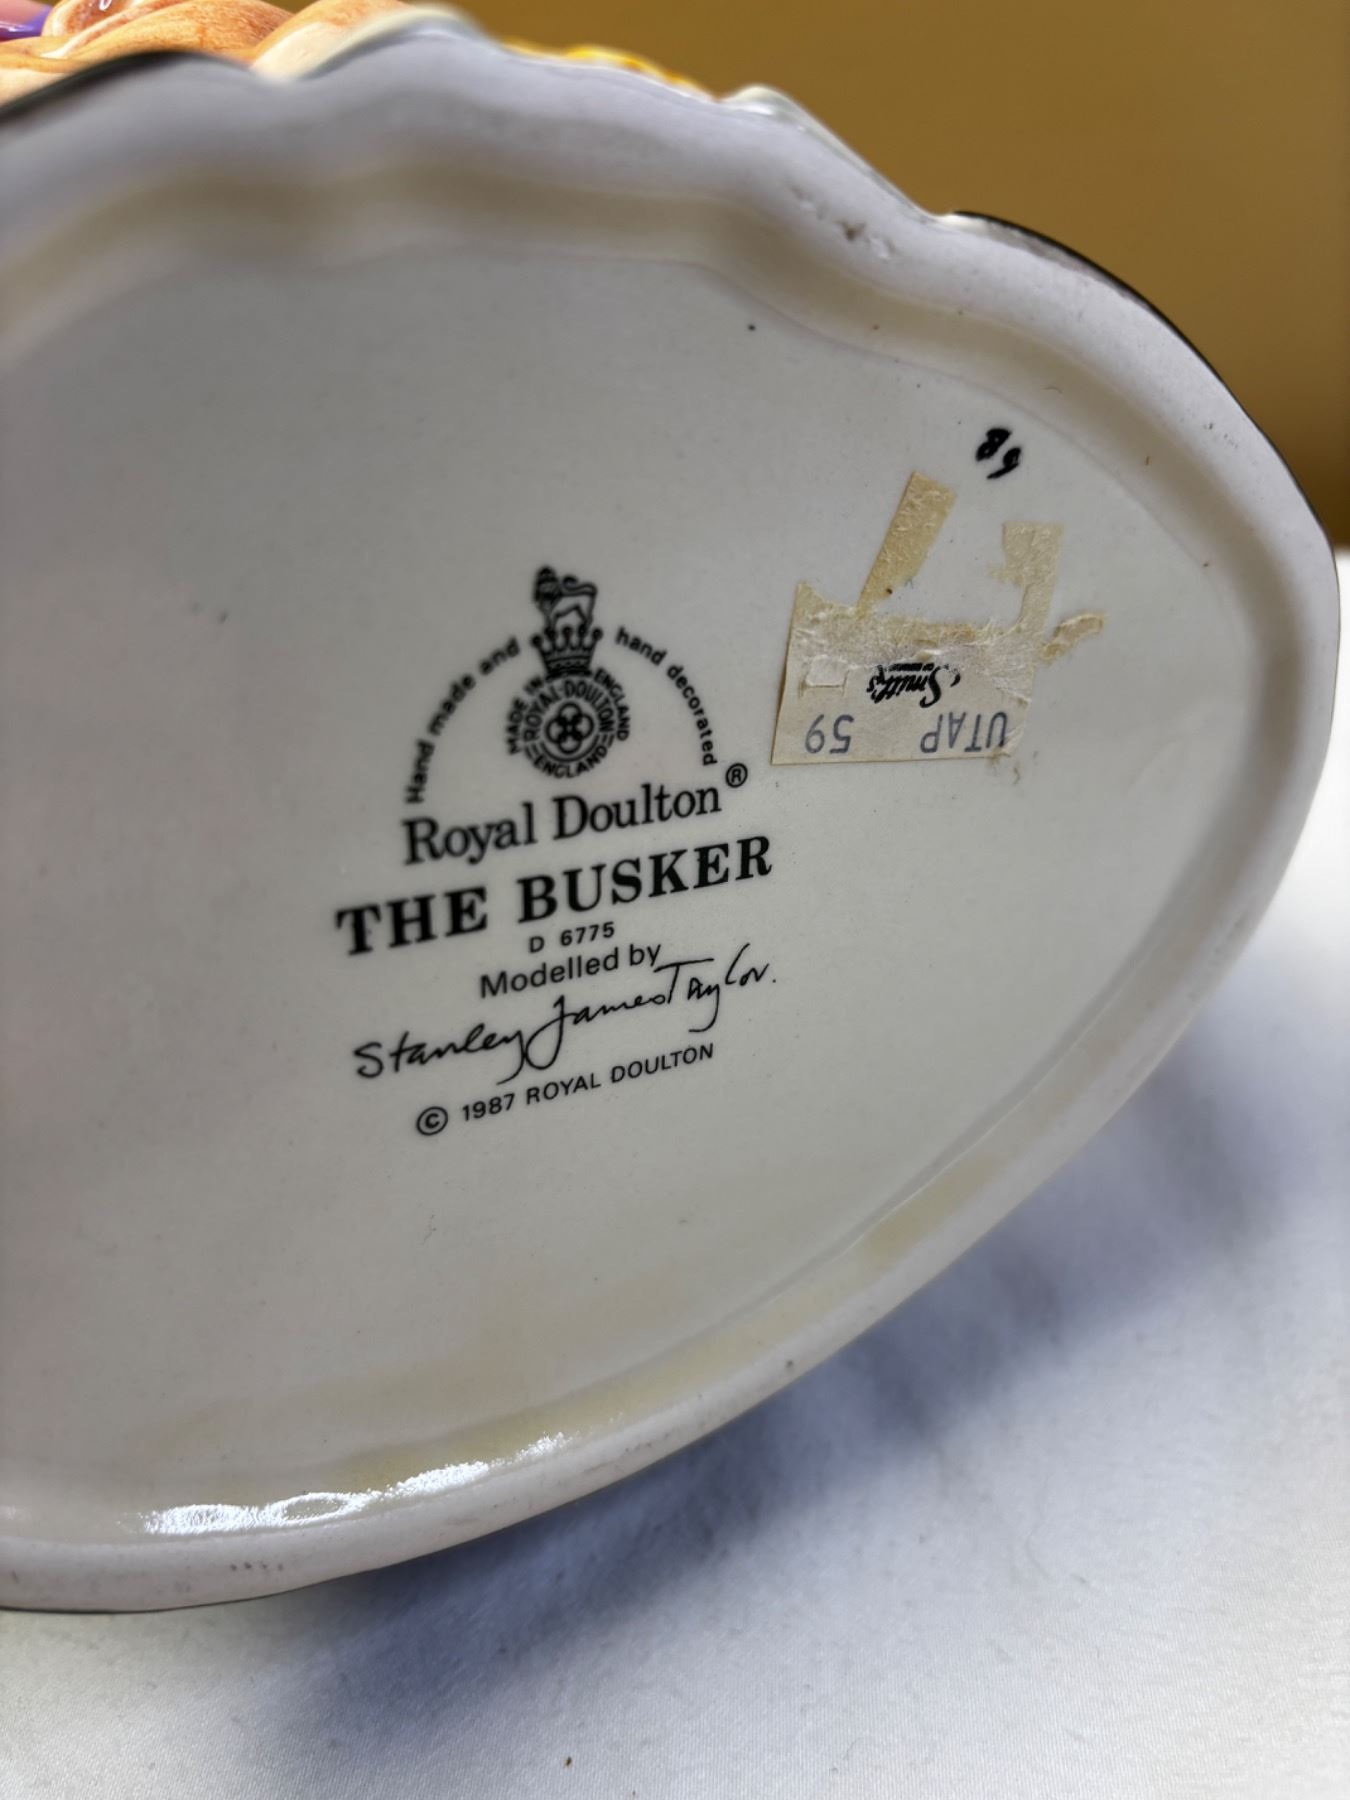 Hand made and hand decorated
MADE IN ENGLAND
ROYAL·DOULTON
ENGLAND
Royal Doulton®
THE BUSKER
D 6775
Modelled by
Stanley James Taylor.
© 1987 ROYAL DOULTON
Smith's
UTAP 59